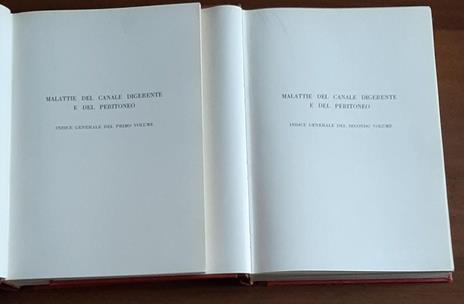 MALATTIE DEL CANALE DIGERENTE
E DEL PERITONEO
INDICE GENERALE DEL PRIMO VOLUME
MALATTIE DEL CANALE DIGERENTE
E DEL PERITONEO
INDICE GENERALE DEL SECONDO VOLUME